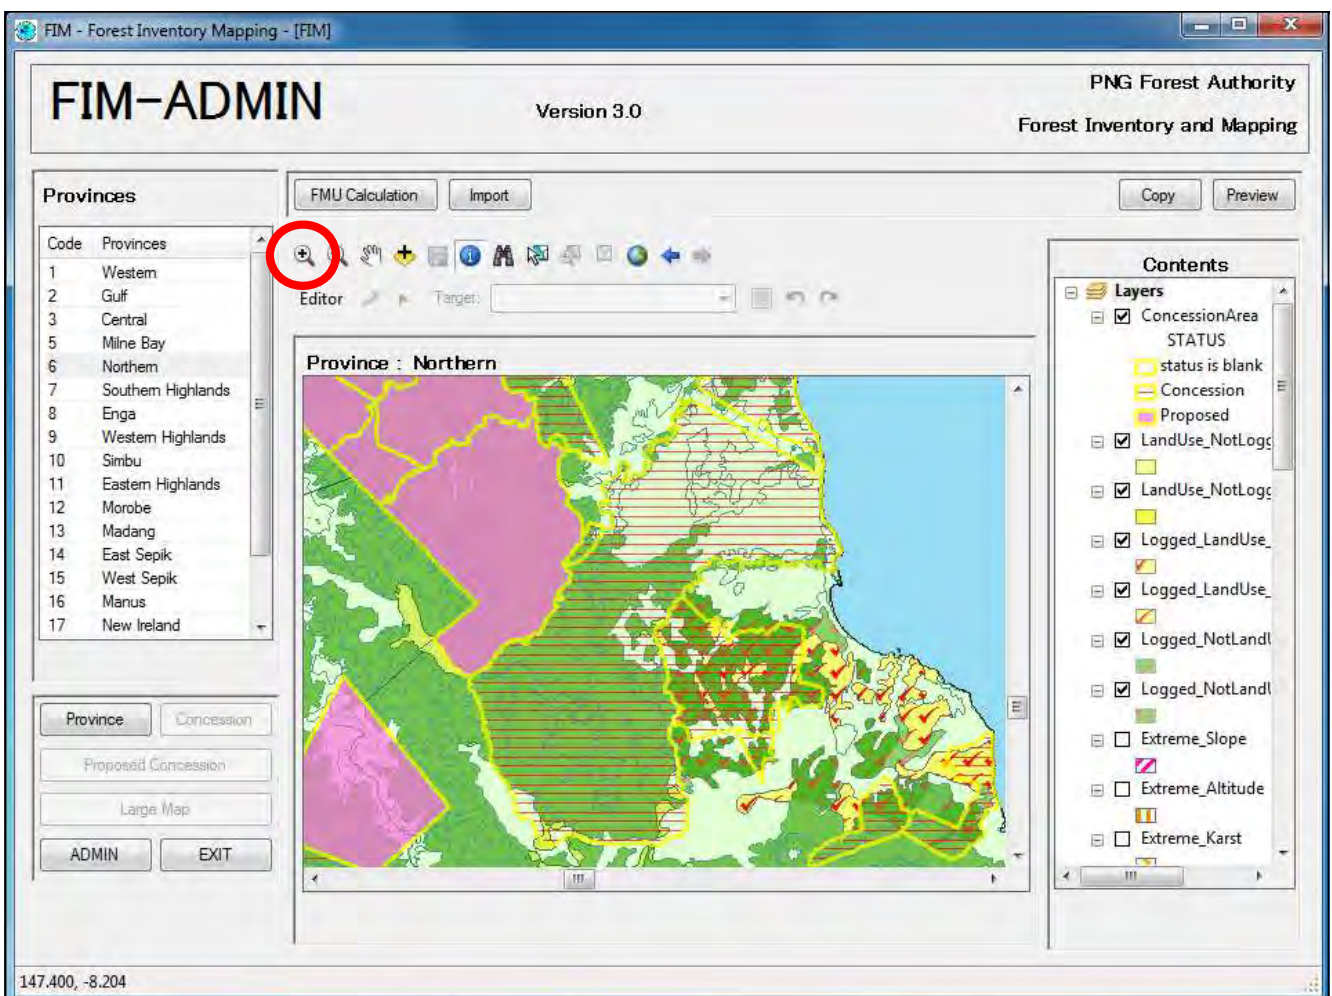 FIM - Forest Inventory Mapping - [FIM]
FIM-ADMIN
Version 3.0
PNG Forest Authority
Forest Inventory and Mapping
Provinces
FMU Calculation
Import
Copy
Preview
Code Provinces
1 Western
2 Gulf
3 Central
5 Milne Bay
6 Northern
7 Southern Highlands
8 Enga
9 Western Highlands
10 Simbu
11 Eastern Highlands
12 Morobe
13 Madang
14 East Sepik
15 West Sepik
16 Manus
17 New Ireland
Province
Concession
Proposed Concession
Large Map
ADMIN
EXIT
Editor
Target:
Province : Northern
Contents
Layers
ConcessionArea
STATUS
status is blank
Concession
Proposed
LandUse_NotLogg
LandUse_NotLogg
Logged_LandUse_
Logged_LandUse_
Logged_NotLandU
Logged_NotLandU
Extreme_Slope
Extreme_Altitude
Extreme_Karst
147.400, -8.204